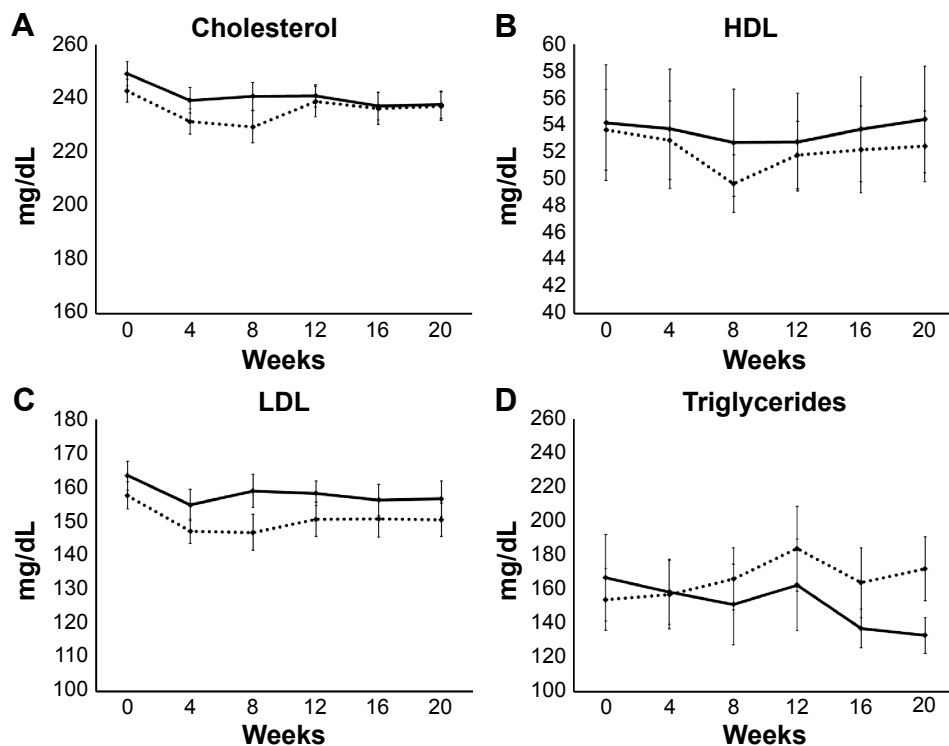 A Cholesterol
260
240
220
200
180
160
mg/dL
0 4 8 12 16 20
Weeks
B HDL
60
58
56
54
52
50
48
46
44
42
40
mg/dL
0 4 8 12 16 20
Weeks
C LDL
180
170
160
150
140
130
120
110
100
mg/dL
0 4 8 12 16 20
Weeks
D Triglycerides
260
240
220
200
180
160
140
120
100
mg/dL
0 4 8 12 16 20
Weeks